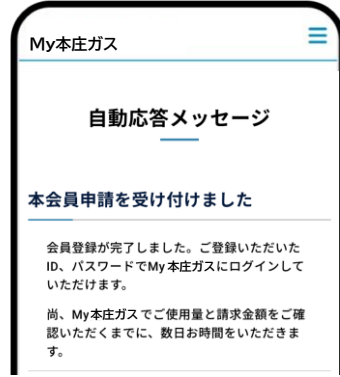 My本庄ガス
自動応答メッセージ
本会員申請を受け付けました
会員登録が完了しました。ご登録いただいた
ID、パスワードでMy本庄ガスにログインして
いただけます。
尚、My本庄ガスでご使用量と請求金額をご確
認いただくまでに、数日お時間をいただきま
す。